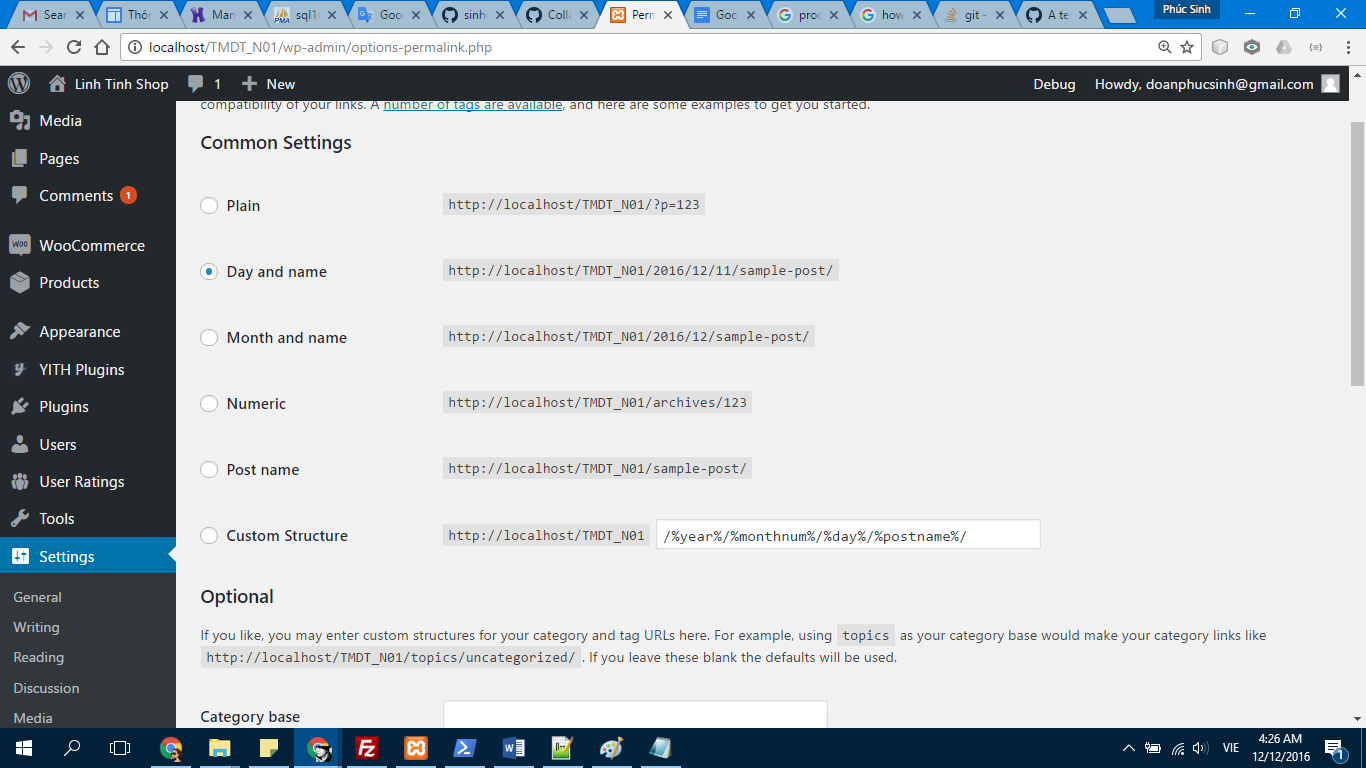 Sear
Thôn
Man
sql1
Goo
sinh
Colla
Perm
Goo
proc
how
git -
A te
Phúc Sinh
localhost/TMDT_N01/wp-admin/options-permalink.php
Linh Tinh Shop 1 New Debug Howdy, doanphucsinh@gmail.com
compatibility of your links. A number of tags are available, and here are some examples to get you started.
Media
Pages
Comments 1
WooCommerce
Products
Appearance
YITH Plugins
Plugins
Users
User Ratings
Tools
Settings
General
Writing
Reading
Discussion
Media
Common Settings
Plain http://localhost/TMDT_N01/?p=123
Day and name http://localhost/TMDT_N01/2016/12/11/sample-post/
Month and name http://localhost/TMDT_N01/2016/12/sample-post/
Numeric http://localhost/TMDT_N01/archives/123
Post name http://localhost/TMDT_N01/sample-post/
Custom Structure http://localhost/TMDT_N01 /%year%/%monthnum%/%day%/%postname%/
Optional
If you like, you may enter custom structures for your category and tag URLs here. For example, using topics as your category base would make your category links like
http://localhost/TMDT_N01/topics/uncategorized/ . If you leave these blank the defaults will be used.
Category base
VIE
4:26 AM
12/12/2016
1